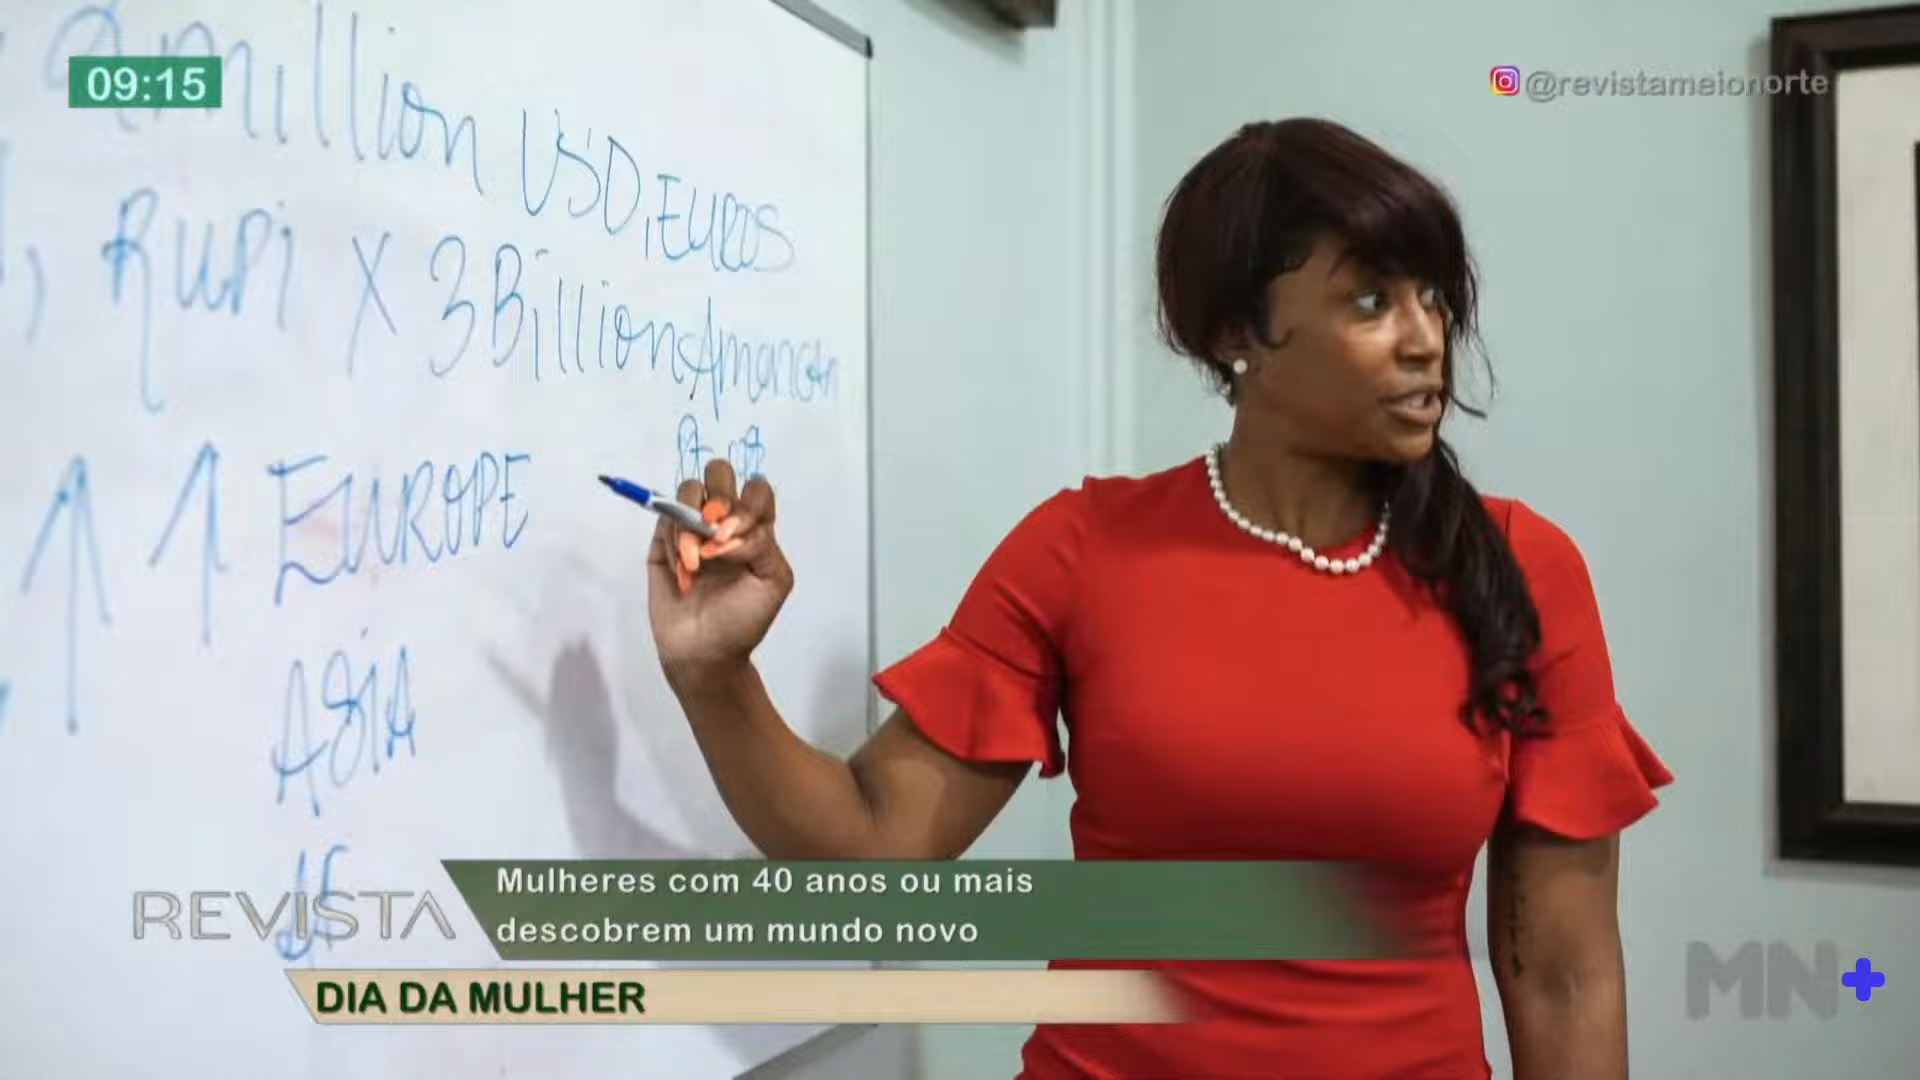 09:15
@revistameionorte
million USD, EUROS
, RUPI X 3 Billions
EUROPE
ASIA
REVISTA
Mulheres com 40 anos ou mais
descobrem um mundo novo
DIA DA MULHER
MN+